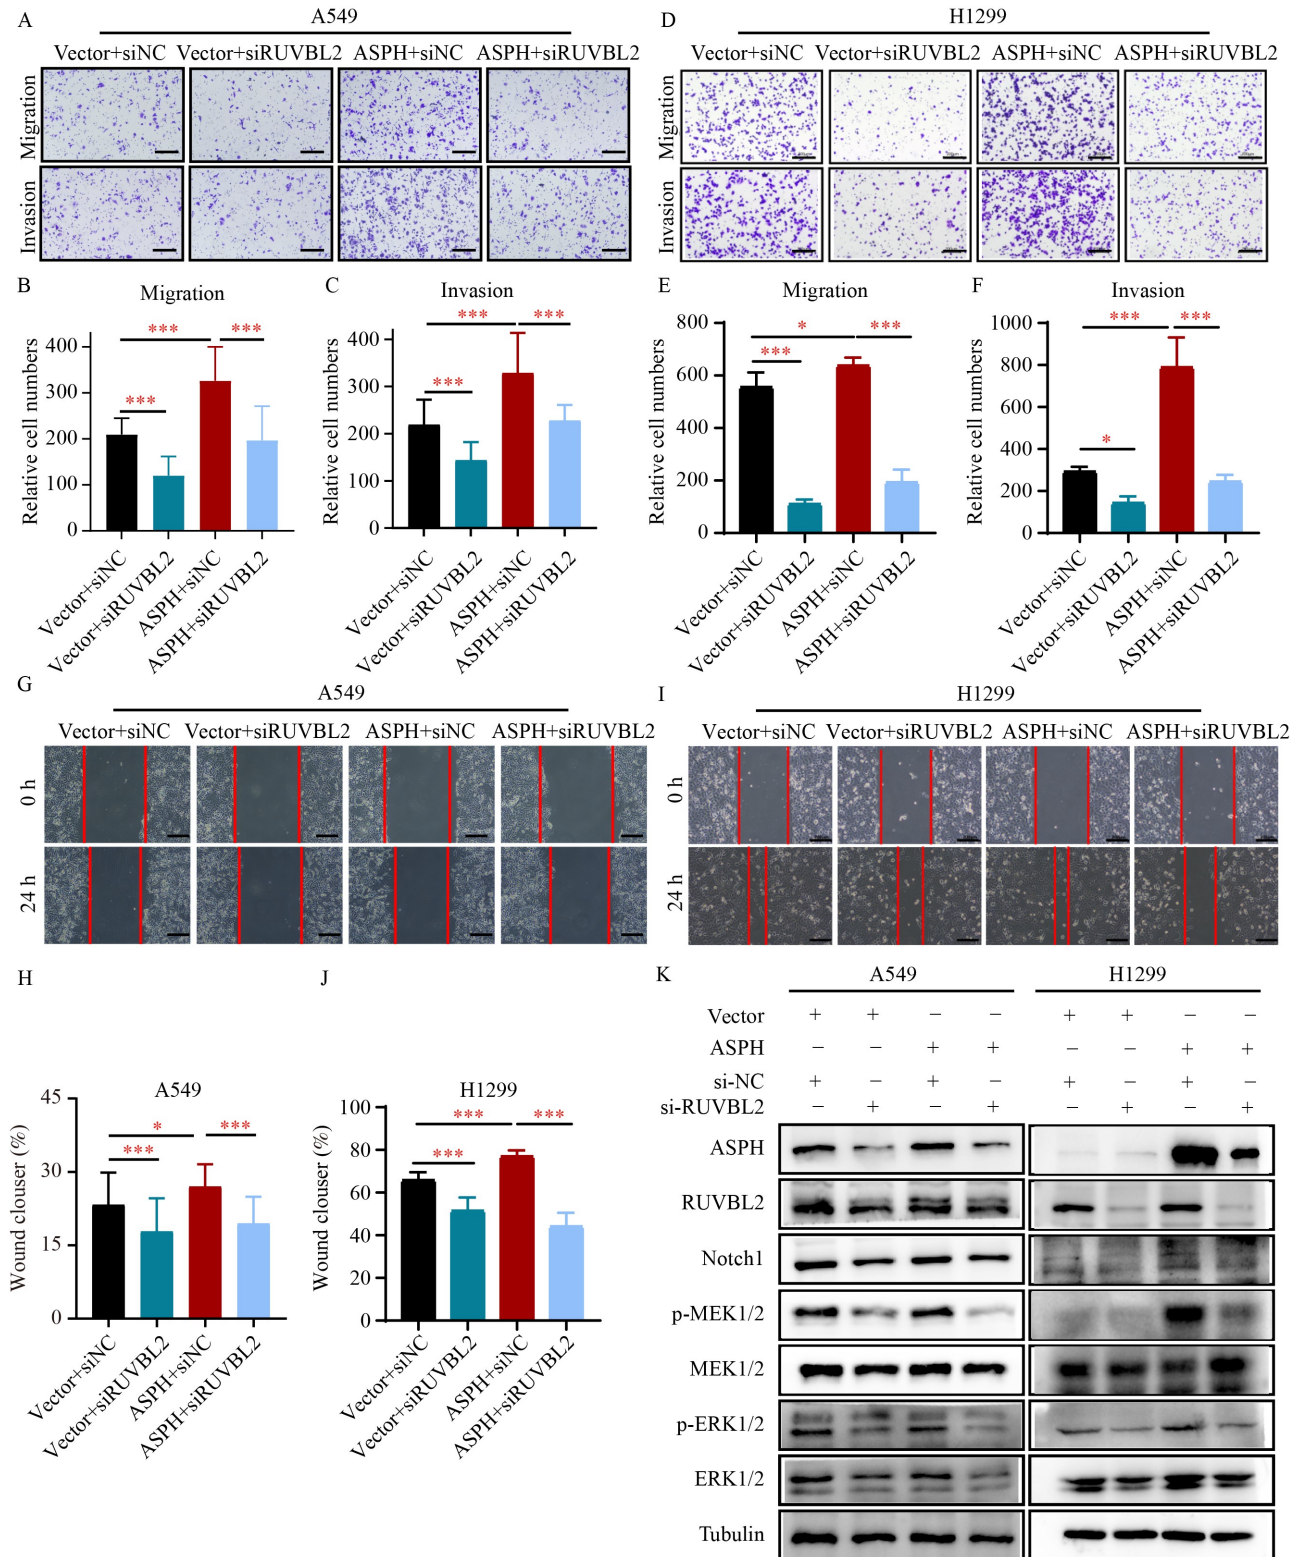 A
A549
Vector+siNC Vector+siRUVBL2 ASPH+siNC ASPH+siRUVBL2
Migration
Invasion
D
H1299
Vector+siNC Vector+siRUVBL2 ASPH+siNC ASPH+siRUVBL2
Migration
Invasion
B
Migration
Relative cell numbers
400
300
200
100
0
*** *** ***
Vector+siNC
Vector+siRUVBL2
ASPH+siNC
ASPH+siRUVBL2
C
Invasion
Relative cell numbers
400
300
200
100
0
*** *** ***
Vector+siNC
Vector+siRUVBL2
ASPH+siNC
ASPH+siRUVBL2
E
Migration
Relative cell numbers
800
600
400
200
0
* *** ***
Vector+siNC
Vector+siRUVBL2
ASPH+siNC
ASPH+siRUVBL2
F
Invasion
Relative cell numbers
1000
800
600
400
200
0
*** *** *
Vector+siNC
Vector+siRUVBL2
ASPH+siNC
ASPH+siRUVBL2
G
A549
Vector+siNC Vector+siRUVBL2 ASPH+siNC ASPH+siRUVBL2
0 h
24 h
I
H1299
Vector+siNC Vector+siRUVBL2 ASPH+siNC ASPH+siRUVBL2
0 h
24 h
H
A549
Wound clouser (%)
45
30
15
0
* *** ***
Vector+siNC
Vector+siRUVBL2
ASPH+siNC
ASPH+siRUVBL2
J
H1299
Wound clouser (%)
100
80
60
40
20
0
*** *** ***
Vector+siNC
Vector+siRUVBL2
ASPH+siNC
ASPH+siRUVBL2
K
A549 H1299
Vector + + − − + + − −
ASPH − − + + − − + +
si-NC + − + − + − + −
si-RUVBL2 − + − + − + − +
ASPH
RUVBL2
Notch1
p-MEK1/2
MEK1/2
p-ERK1/2
ERK1/2
Tubulin